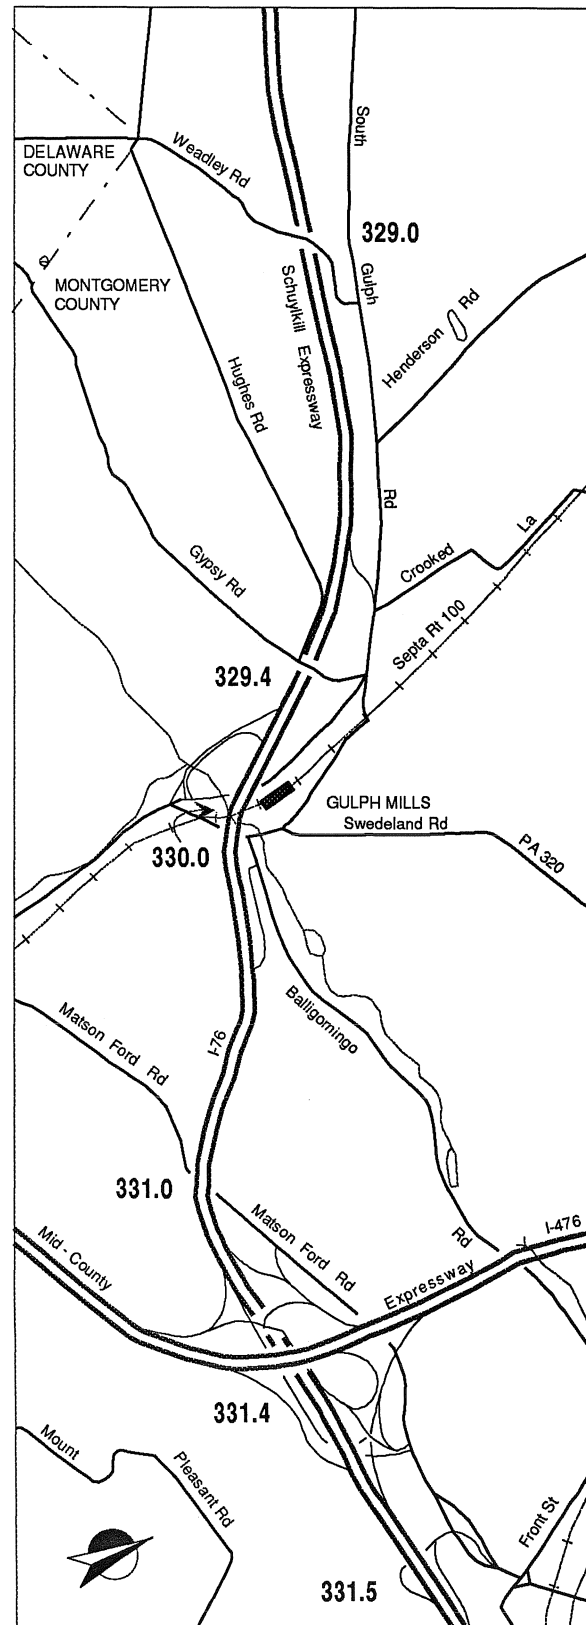 South
Weadley Rd
DELAWARE
COUNTY
329.0
Gulph
MONTGOMERY
COUNTY
Schuylkill Expressway
Henderson Rd
Hughes Rd
Rd
Crooked La
Gypsy Rd
Septa Rt 100
329.4
GULPH MILLS
Swedeland Rd
330.0
PA 320
Balligomingo
Matson Ford Rd
I-76
331.0
Matson Ford Rd
Rd
I-476
Mid - County
Expressway
331.4
Mount
Pleasant Rd
Front St
331.5